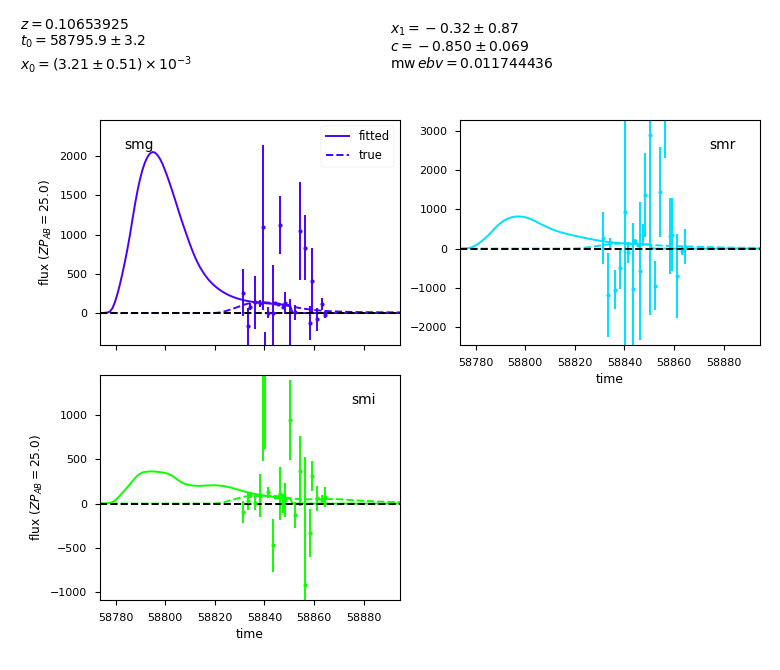 z = 0.10653925
t₀ = 58795.9 ± 3.2
x₀ = (3.21 ± 0.51) × 10⁻³
x₁ = −0.32 ± 0.87
c = −0.850 ± 0.069
mw ebv = 0.011744436
smg
fitted
true
2000
1500
1000
500
0
flux (ZP_AB = 25.0)
smr
3000
2000
1000
0
−1000
−2000
58780 58800 58820 58840 58860 58880
time
smi
1000
500
0
−500
−1000
flux (ZP_AB = 25.0)
58780 58800 58820 58840 58860 58880
time